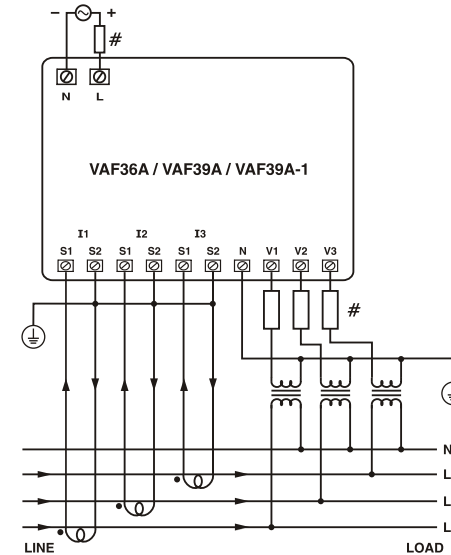 − +
#
N L
VAF36A / VAF39A / VAF39A-1
I1 I2 I3
S1 S2 S1 S2 S1 S2 N V1 V2 V3
#
N
L
L
L
LINE LOAD